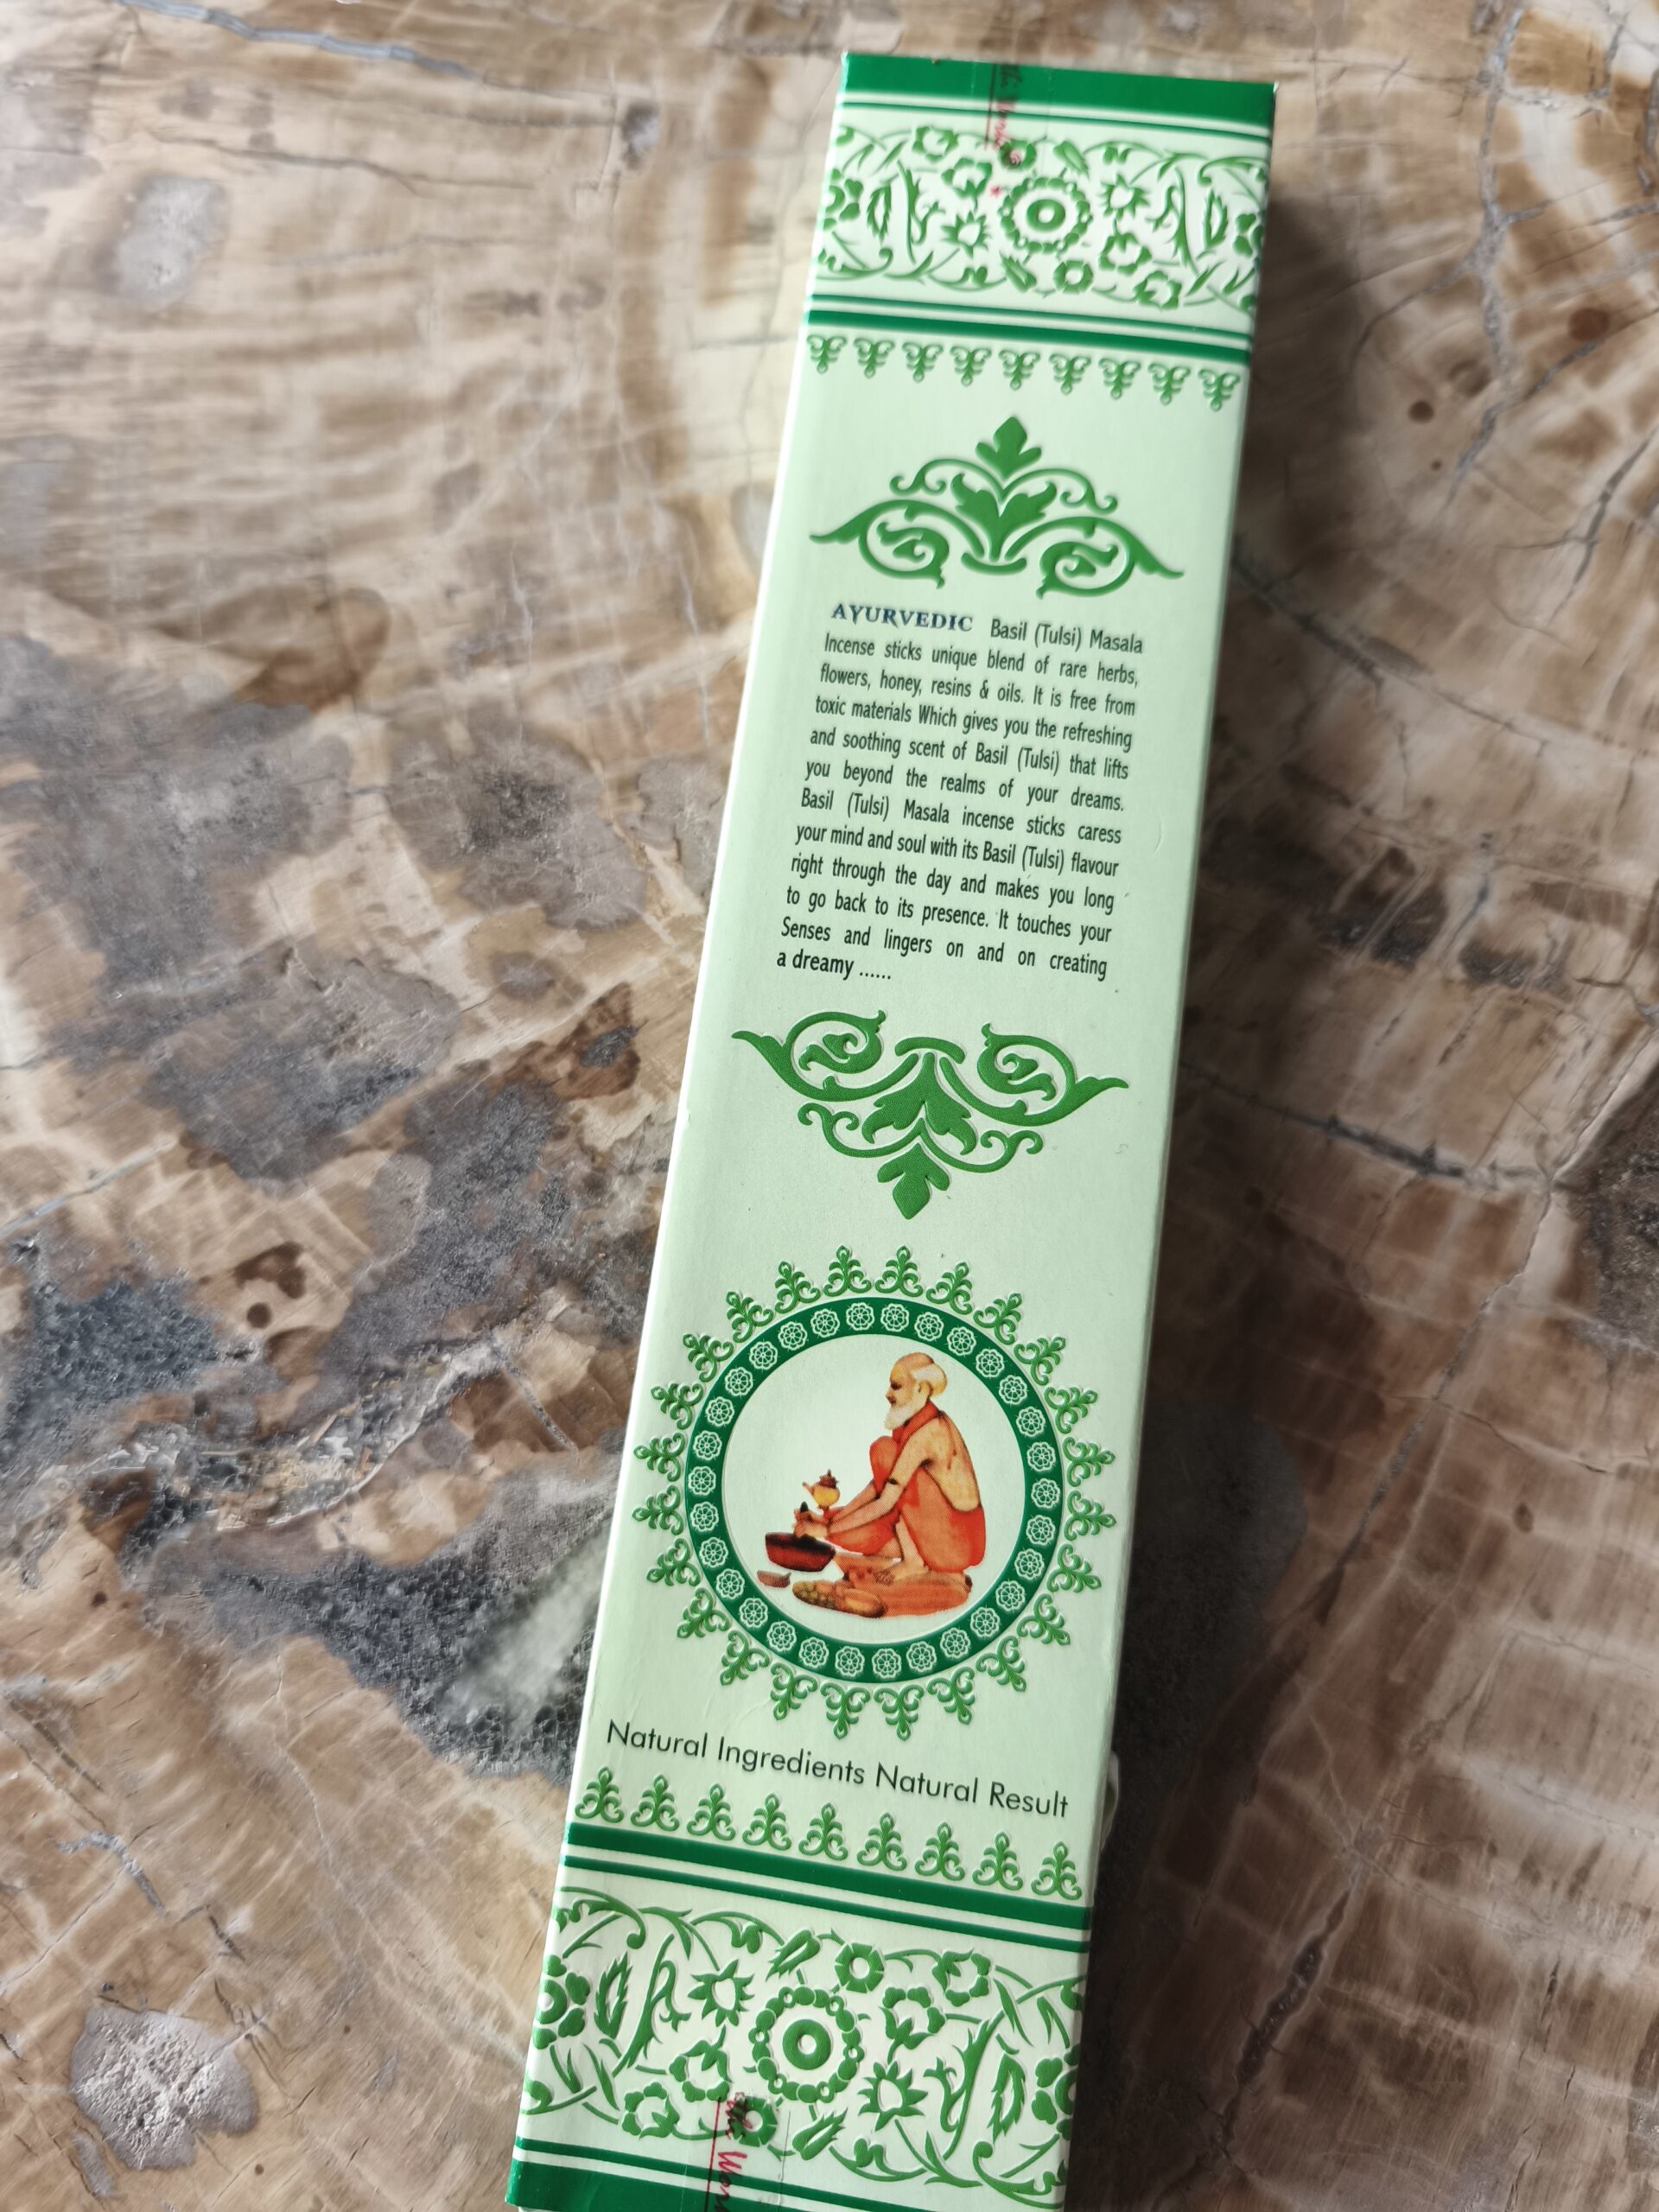 AYURVEDIC Basil (Tulsi) Masala
Incense sticks unique blend of rare herbs,
flowers, honey, resins & oils. It is free from
toxic materials Which gives you the refreshing
and soothing scent of Basil (Tulsi) that lifts
you beyond the realms of your dreams.
Basil (Tulsi) Masala incense sticks caress
your mind and soul with its Basil (Tulsi) flavour
right through the day and makes you long
to go back to its presence. It touches your
Senses and lingers on and on creating
a dreamy ......
Natural Ingredients Natural Result